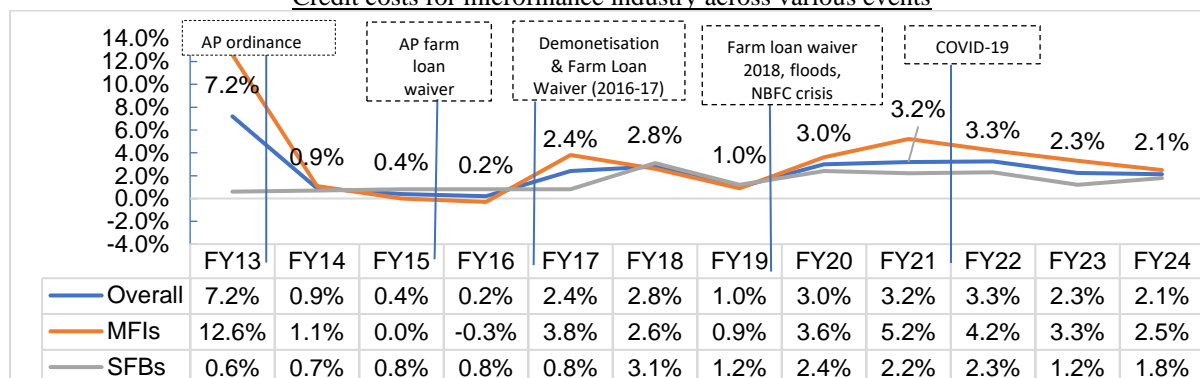 Credit costs for microfinance industry across various events
14.0%
12.0%
10.0%
8.0%
6.0%
4.0%
2.0%
0.0%
-2.0%
-4.0%
AP ordinance
AP farm
loan
waiver
Demonetisation
& Farm Loan
Waiver (2016-17)
Farm loan waiver
2018, floods,
NBFC crisis
COVID-19
7.2%
0.9%
0.4%
0.2%
2.4%
2.8%
1.0%
3.0%
3.2%
3.3%
2.3%
2.1%
FY13 FY14 FY15 FY16 FY17 FY18 FY19 FY20 FY21 FY22 FY23 FY24
Overall 7.2% 0.9% 0.4% 0.2% 2.4% 2.8% 1.0% 3.0% 3.2% 3.3% 2.3% 2.1%
MFIs 12.6% 1.1% 0.0% -0.3% 3.8% 2.6% 0.9% 3.6% 5.2% 4.2% 3.3% 2.5%
SFBs 0.6% 0.7% 0.8% 0.8% 0.8% 3.1% 1.2% 2.4% 2.2% 2.3% 1.2% 1.8%